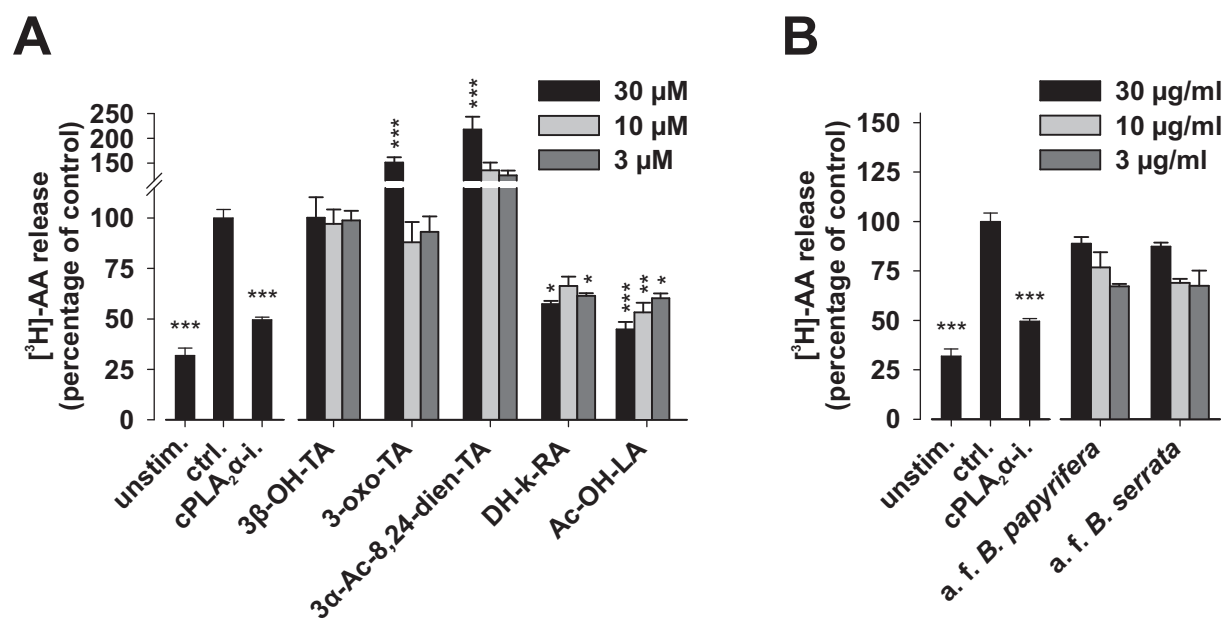 A
[³H]-AA release
(percentage of control)
250
200
150
100
75
50
25
0
30 µM
10 µM
3 µM
***
***
***
***
*
*
***
**
*
unstim.
ctrl.
cPLA₂α-i.
3β-OH-TA
3-oxo-TA
3α-Ac-8,24-dien-TA
DH-k-RA
Ac-OH-LA
B
[³H]-AA release
(percentage of control)
150
125
100
75
50
25
0
30 µg/ml
10 µg/ml
3 µg/ml
***
***
unstim.
ctrl.
cPLA₂α-i.
a. f. B. papyrifera
a. f. B. serrata